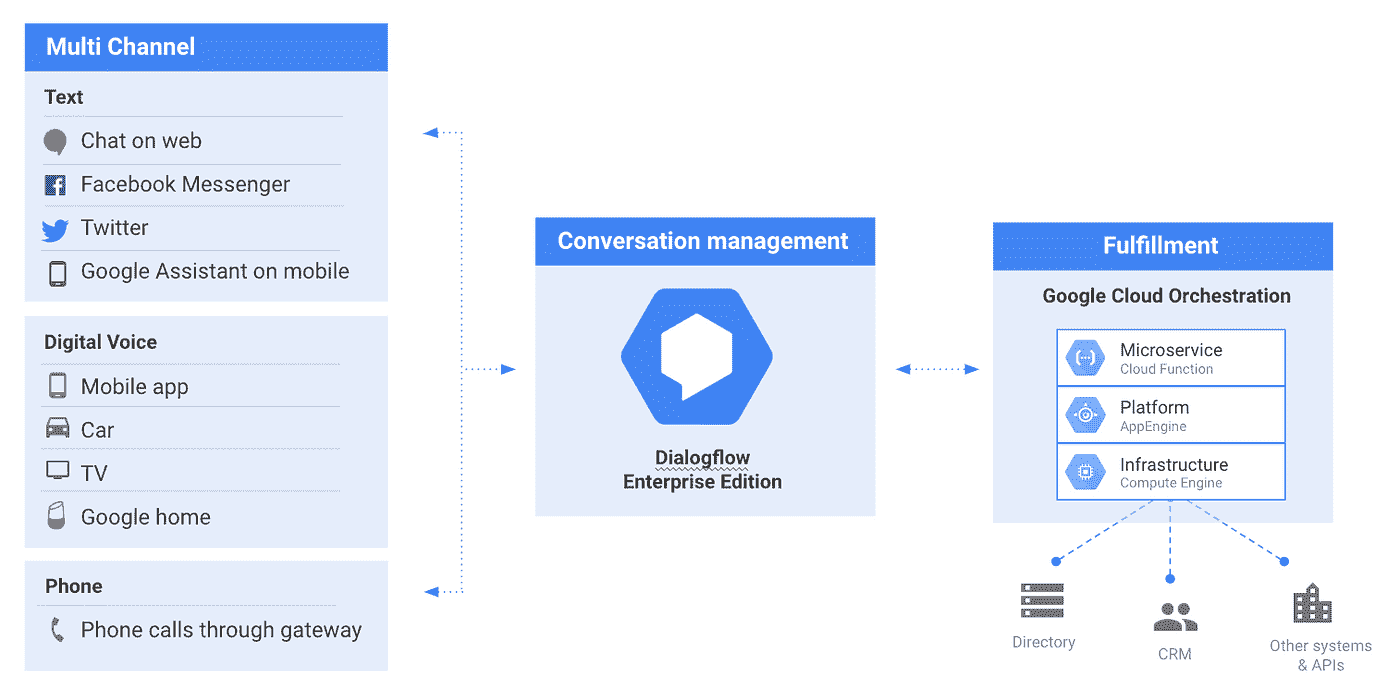 Multi Channel
Text
Chat on web
Facebook Messenger
Twitter
Google Assistant on mobile
Digital Voice
Mobile app
Car
TV
Google home
Phone
Phone calls through gateway
Conversation management
Dialogflow
Enterprise Edition
Fulfillment
Google Cloud Orchestration
Microservice
Cloud Function
Platform
AppEngine
Infrastructure
Compute Engine
Directory
CRM
Other systems
& APIs